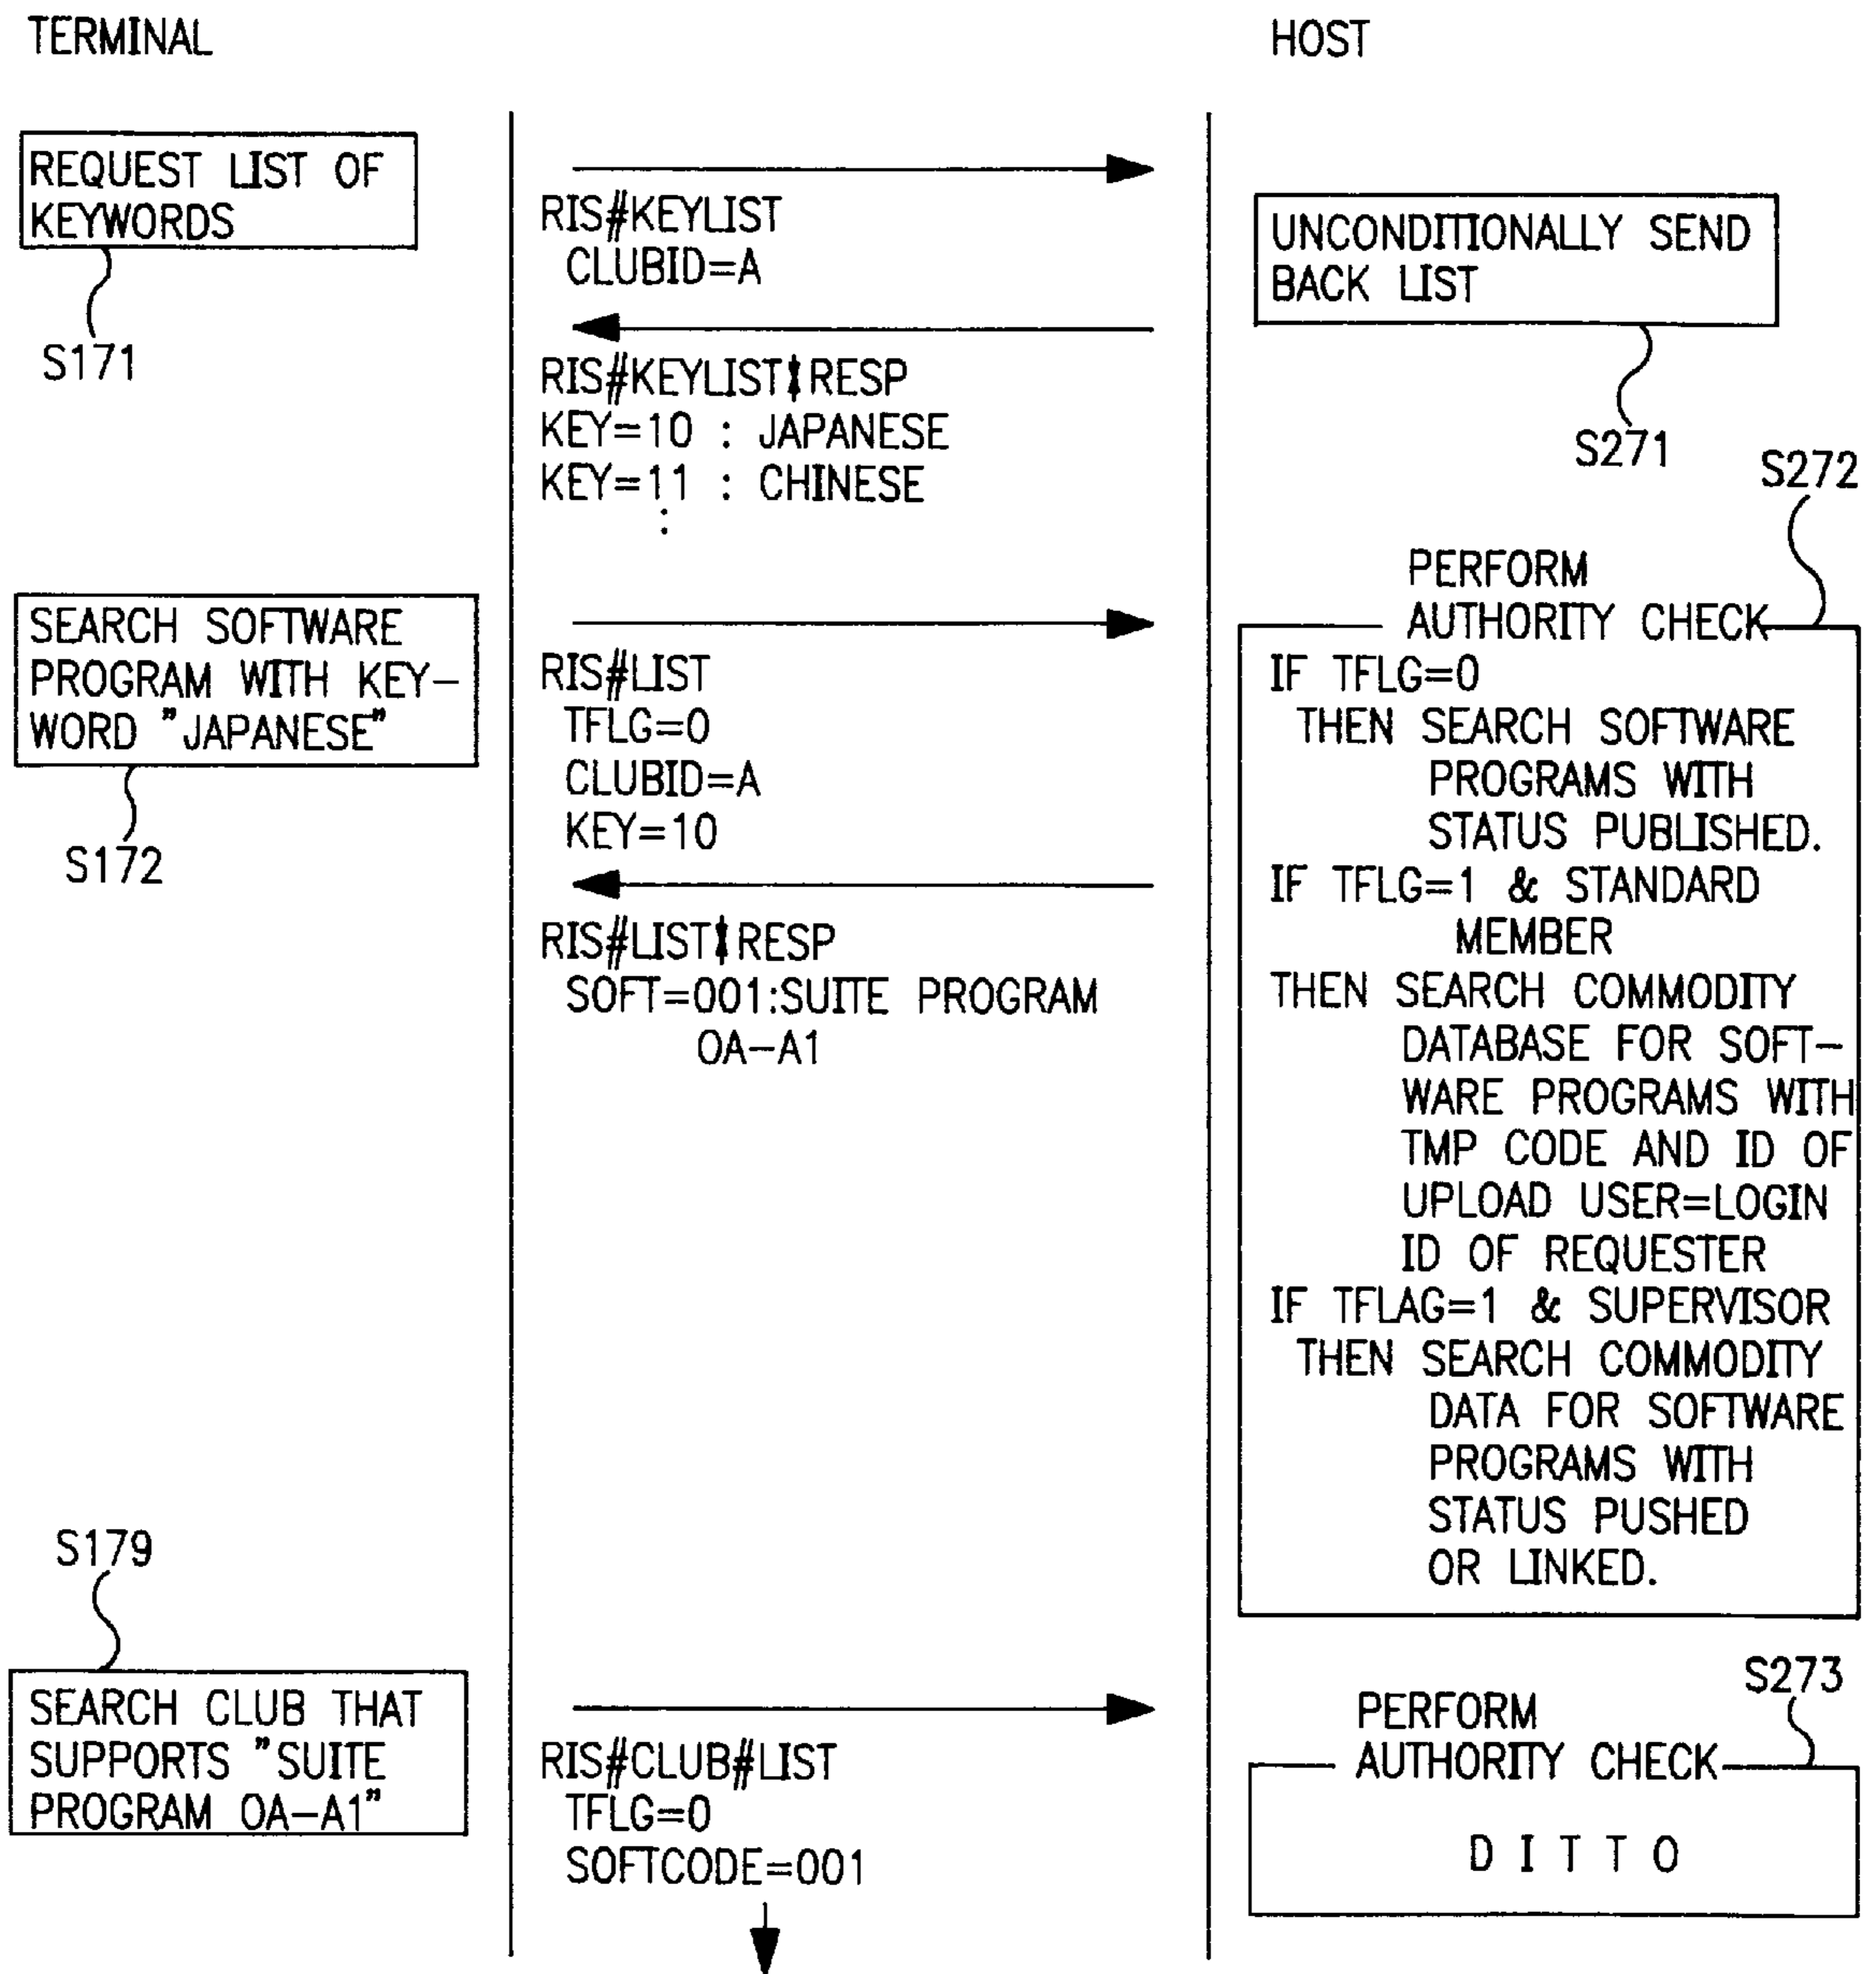 TERMINAL
HOST
REQUEST LIST OF
KEYWORDS
S171
RIS#KEYLIST
CLUBID=A
UNCONDITIONALLY SEND
BACK LIST
S271
RIS#KEYLIST RESP
KEY=10 : JAPANESE
KEY=11 : CHINESE
:
S272
SEARCH SOFTWARE
PROGRAM WITH KEY-
WORD "JAPANESE"
S172
RIS#LIST
TFLG=0
CLUBID=A
KEY=10
RIS#LIST RESP
SOFT=001:SUITE PROGRAM
OA-A1
PERFORM
AUTHORITY CHECK
IF TFLG=0
THEN SEARCH SOFTWARE
PROGRAMS WITH
STATUS PUBLISHED.
IF TFLG=1 & STANDARD
MEMBER
THEN SEARCH COMMODITY
DATABASE FOR SOFT-
WARE PROGRAMS WITH
TMP CODE AND ID OF
UPLOAD USER=LOGIN
ID OF REQUESTER
IF TFLAG=1 & SUPERVISOR
THEN SEARCH COMMODITY
DATA FOR SOFTWARE
PROGRAMS WITH
STATUS PUSHED
OR LINKED.
S179
SEARCH CLUB THAT
SUPPORTS "SUITE
PROGRAM OA-A1"
RIS#CLUB#LIST
TFLG=0
SOFTCODE=001
S273
PERFORM
AUTHORITY CHECK
D I T T O